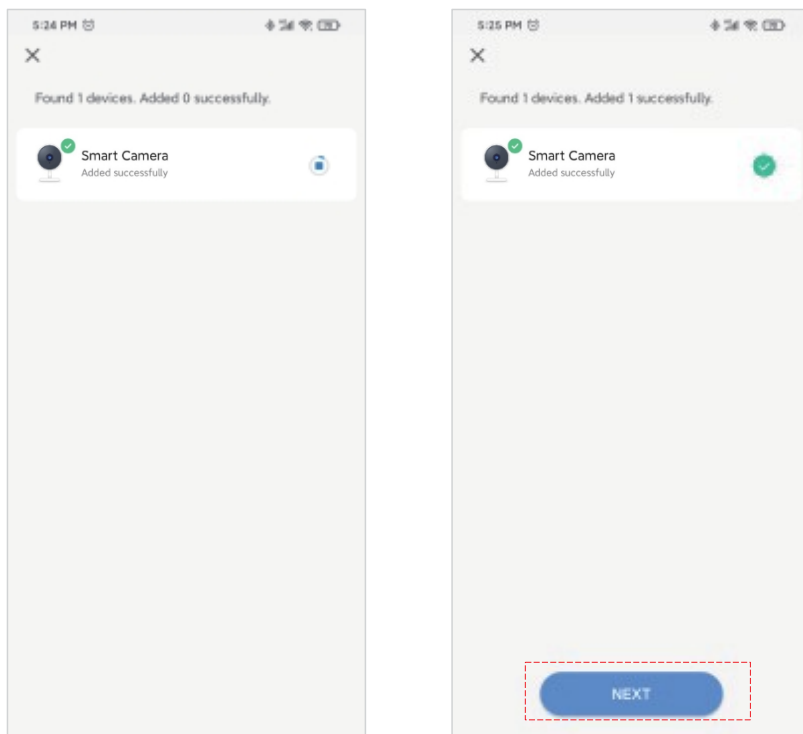 5:24 PM
Found 1 devices. Added 0 successfully.
Smart Camera
Added successfully
5:25 PM
Found 1 devices. Added 1 successfully.
Smart Camera
Added successfully
NEXT